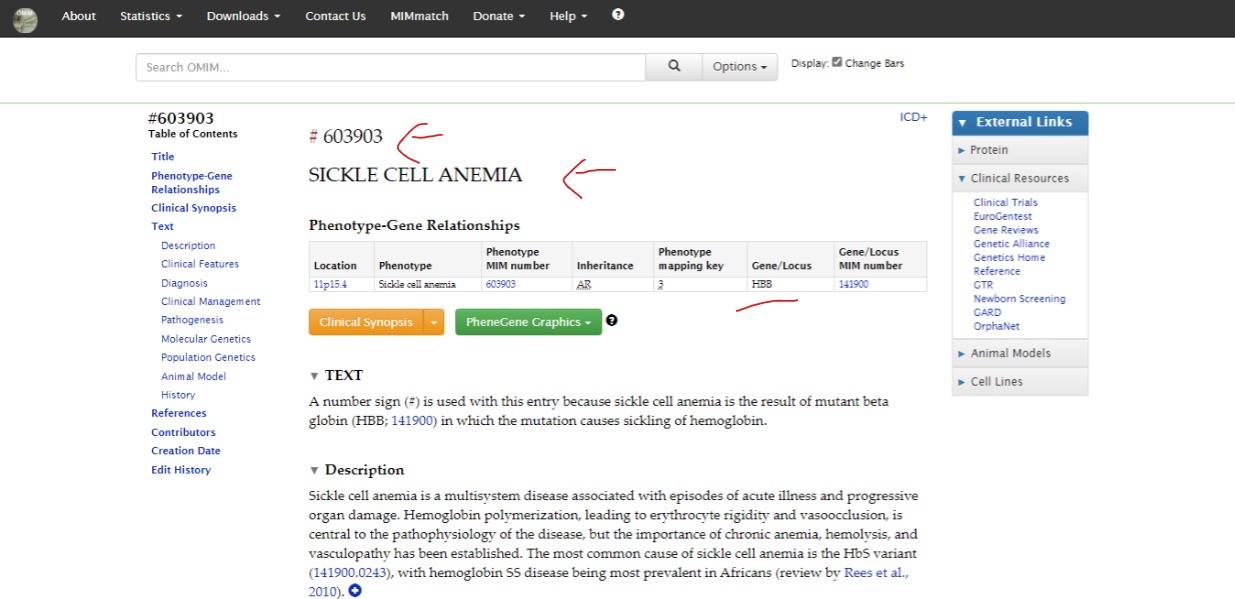 About Statistics Downloads Contact Us MIMmatch Donate Help
Search OMIM...
Options
Display: Change Bars
#603903
Table of Contents
Title
Phenotype-Gene
Relationships
Clinical Synopsis
Text
Description
Clinical Features
Diagnosis
Clinical Management
Pathogenesis
Molecular Genetics
Population Genetics
Animal Model
History
References
Contributors
Creation Date
Edit History
ICD+
# 603903
SICKLE CELL ANEMIA
Phenotype-Gene Relationships
Location Phenotype Phenotype MIM number Inheritance Phenotype mapping key Gene/Locus Gene/Locus MIM number
11p15.4 Sickle cell anemia 603903 AR 3 HBB 141900
Clinical Synopsis
PheneGene Graphics
TEXT
A number sign (#) is used with this entry because sickle cell anemia is the result of mutant beta
globin (HBB; 141900) in which the mutation causes sickling of hemoglobin.
Description
Sickle cell anemia is a multisystem disease associated with episodes of acute illness and progressive
organ damage. Hemoglobin polymerization, leading to erythrocyte rigidity and vasoocclusion, is
central to the pathophysiology of the disease, but the importance of chronic anemia, hemolysis, and
vasculopathy has been established. The most common cause of sickle cell anemia is the HbS variant
(141900.0243), with hemoglobin SS disease being most prevalent in Africans (review by Rees et al.,
2010).
External Links
Protein
Clinical Resources
Clinical Trials
EuroGentest
Gene Reviews
Genetic Alliance
Genetics Home
Reference
GTR
Newborn Screening
GARD
OrphaNet
Animal Models
Cell Lines